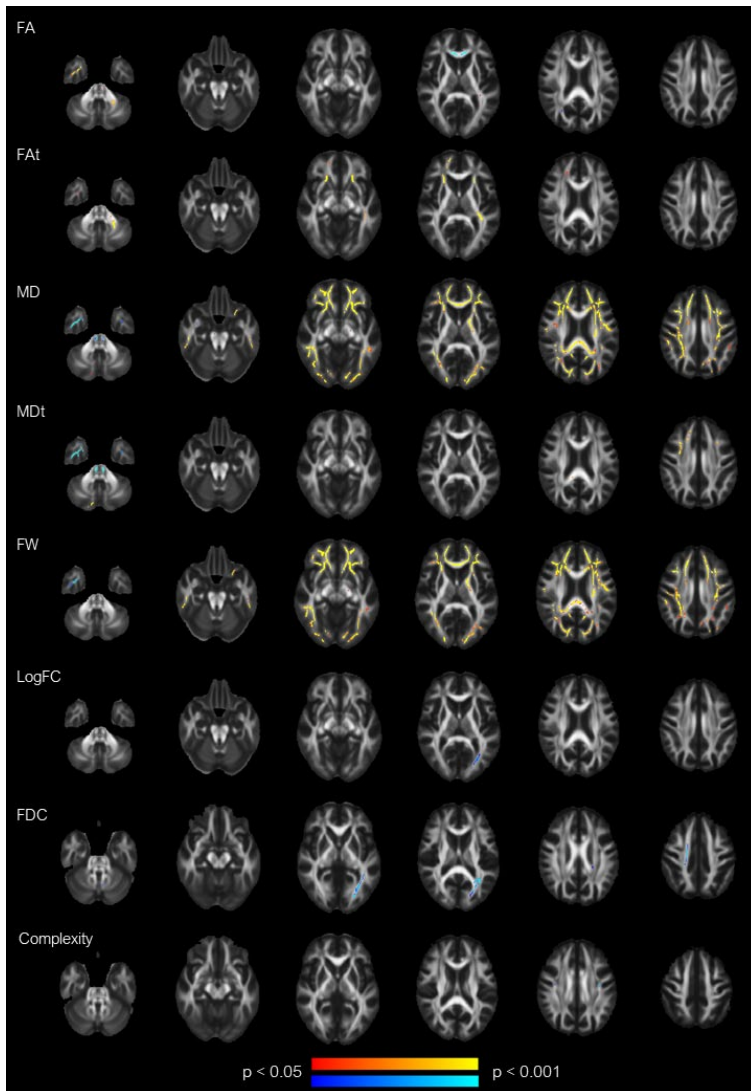 FA
FAt
MD
MDt
FW
LogFC
FDC
Complexity
p < 0.05 p < 0.001